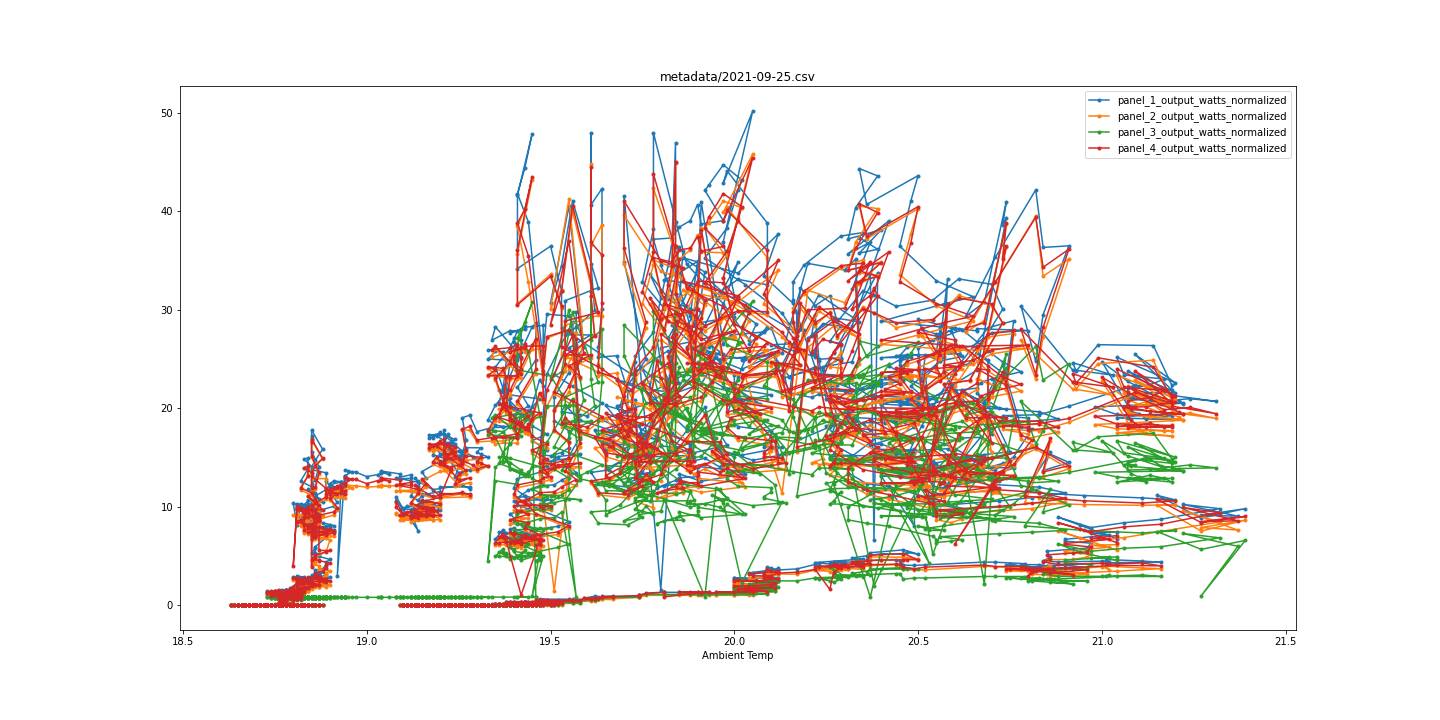 metadata/2021-09-25.csv
panel_1_output_watts_normalized
panel_2_output_watts_normalized
panel_3_output_watts_normalized
panel_4_output_watts_normalized
50
40
30
20
10
0
18.5 19.0 19.5 20.0 20.5 21.0 21.5
Ambient Temp